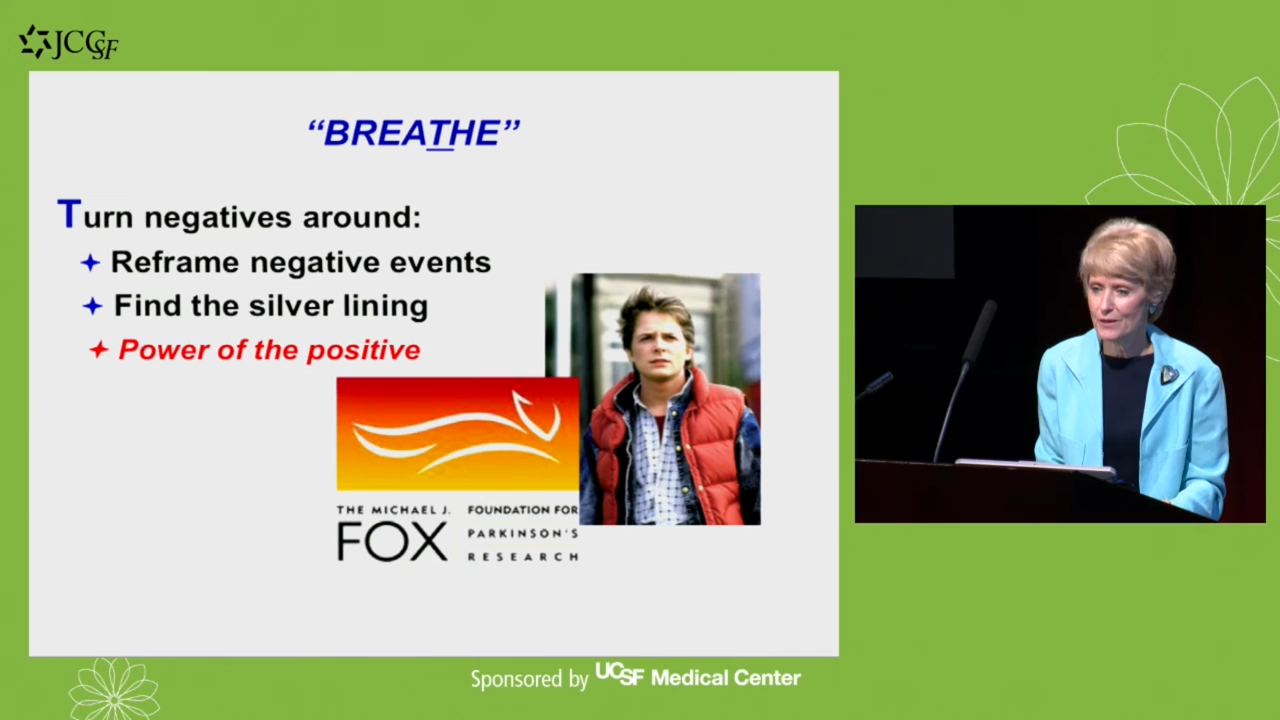 JCCSF
“BREATHE”
Turn negatives around:
Reframe negative events
Find the silver lining
Power of the positive
THE MICHAEL J. FOUNDATION FOR
FOX PARKINSON'S
RESEARCH
Sponsored by UCSF Medical Center